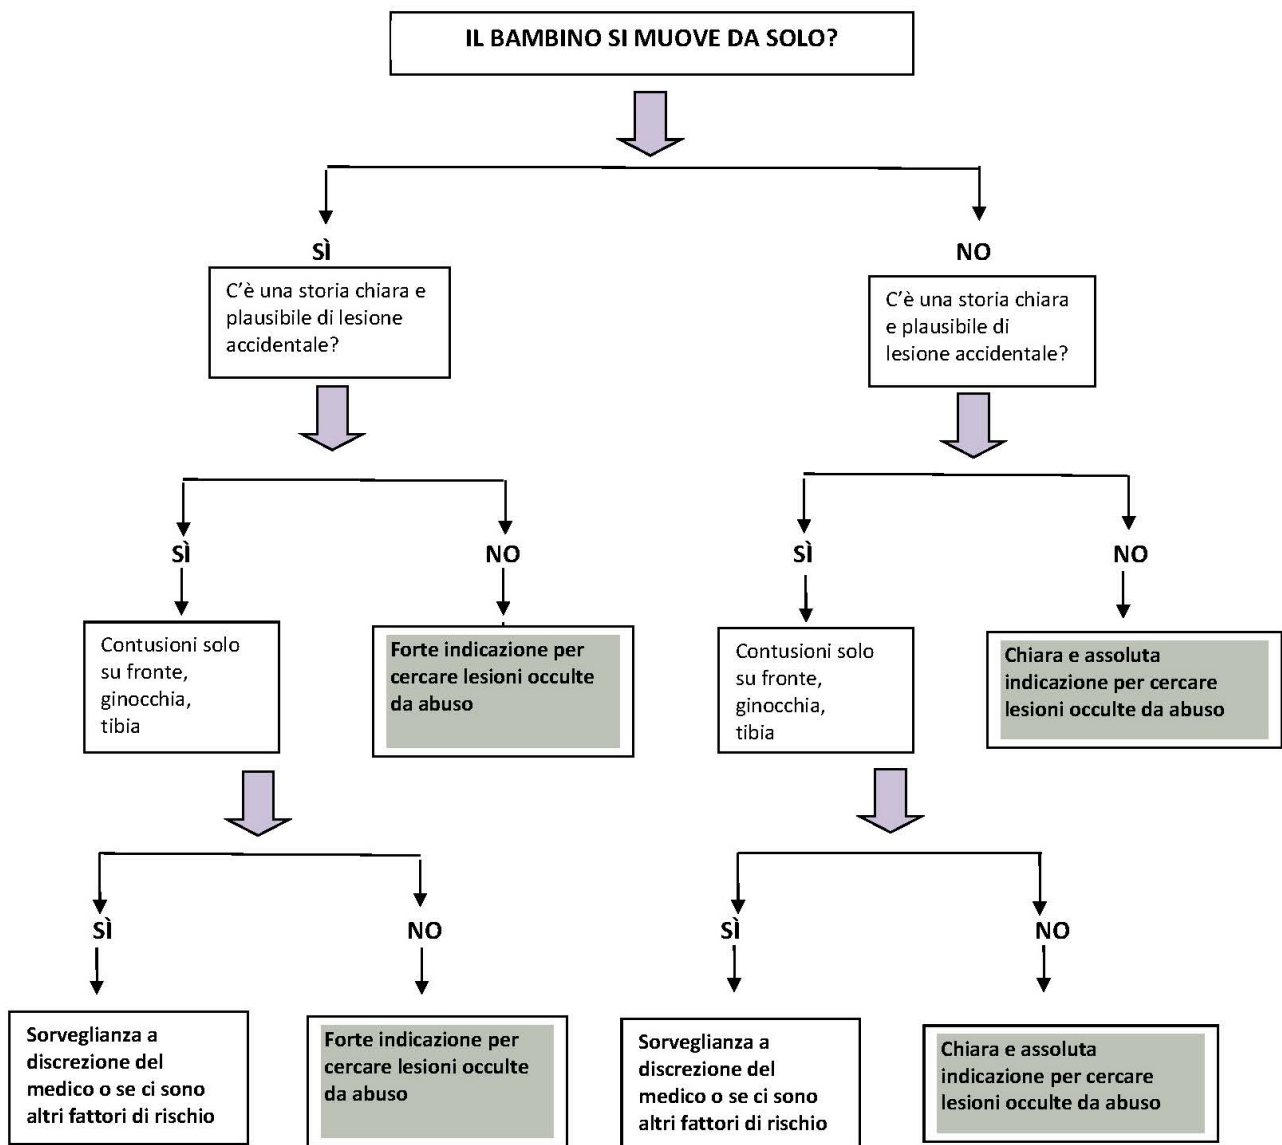 IL BAMBINO SI MUOVE DA SOLO?
SÌ
NO
C'è una storia chiara e
plausibile di lesione
accidentale?
C'è una storia chiara
e plausibile di
lesione accidentale?
SÌ
NO
SÌ
NO
Contusioni solo
su fronte,
ginocchia,
tibia
Forte indicazione per
cercare lesioni occulte
da abuso
Contusioni solo
su fronte,
ginocchia,
tibia
Chiara e assoluta
indicazione per cercare
lesioni occulte da abuso
SÌ
NO
SÌ
NO
Sorveglianza a
discrezione del
medico o se ci sono
altri fattori di rischio
Forte indicazione per
cercare lesioni occulte
da abuso
Sorveglianza a
discrezione del
medico o se ci sono
altri fattori di rischio
Chiara e assoluta
indicazione per cercare
lesioni occulte da abuso